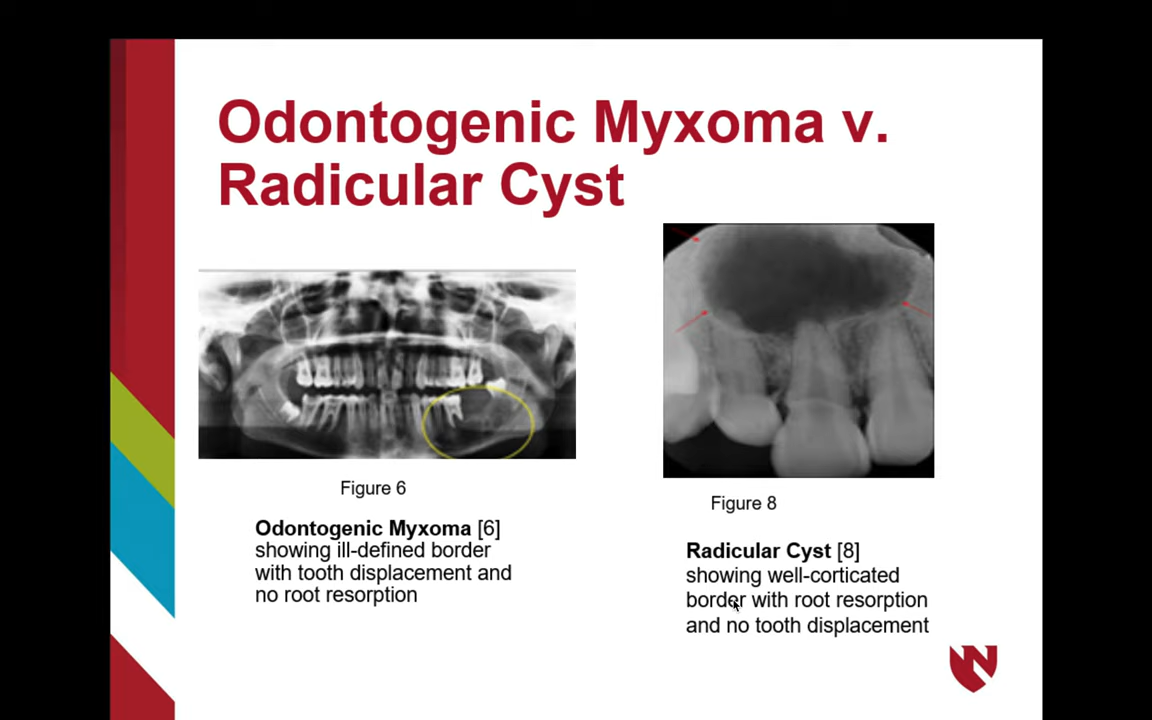 Odontogenic Myxoma v.
Radicular Cyst
Figure 6
Odontogenic Myxoma [6]
showing ill-defined border
with tooth displacement and
no root resorption
Figure 8
Radicular Cyst [8]
showing well-corticated
border with root resorption
and no tooth displacement